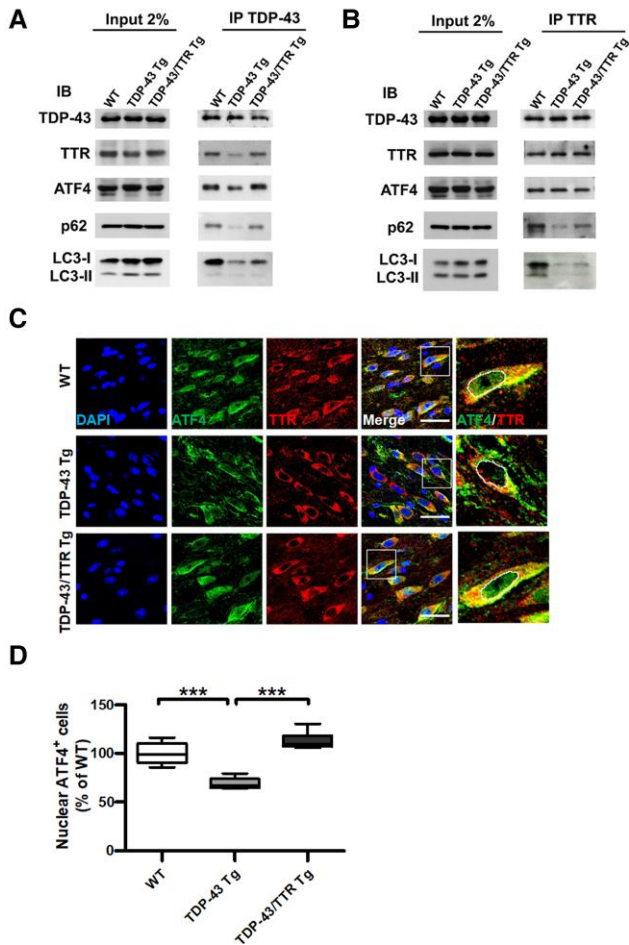 A
Input 2%
IP TDP-43
IB
WT
TDP-43 Tg
TDP-43/TTR Tg
WT
TDP-43 Tg
TDP-43/TTR Tg
TDP-43
TTR
ATF4
p62
LC3-I
LC3-II
B
Input 2%
IP TTR
IB
WT
TDP-43 Tg
TDP-43/TTR Tg
WT
TDP-43 Tg
TDP-43/TTR Tg
TDP-43
TTR
ATF4
p62
LC3-I
LC3-II
C
WT
DAPI
ATF4
TTR
Merge
ATF4/TTR
TDP-43 Tg
TDP-43/TTR Tg
D
Nuclear ATF4+ cells
(% of WT)
150
100
50
0
***
***
WT
TDP-43 Tg
TDP-43/TTR Tg